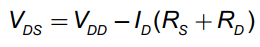 V_DS = V_DD − I_D(R_S + R_D)